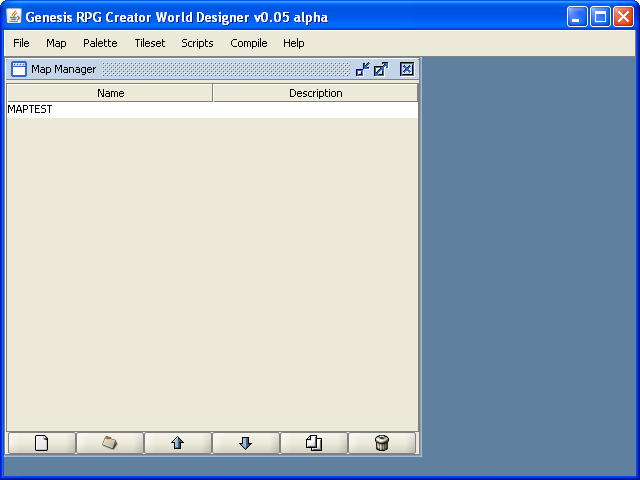 Genesis RPG Creator World Designer v0.05 alpha
File Map Palette Tileset Scripts Compile Help
Map Manager
Name Description
MAPTEST